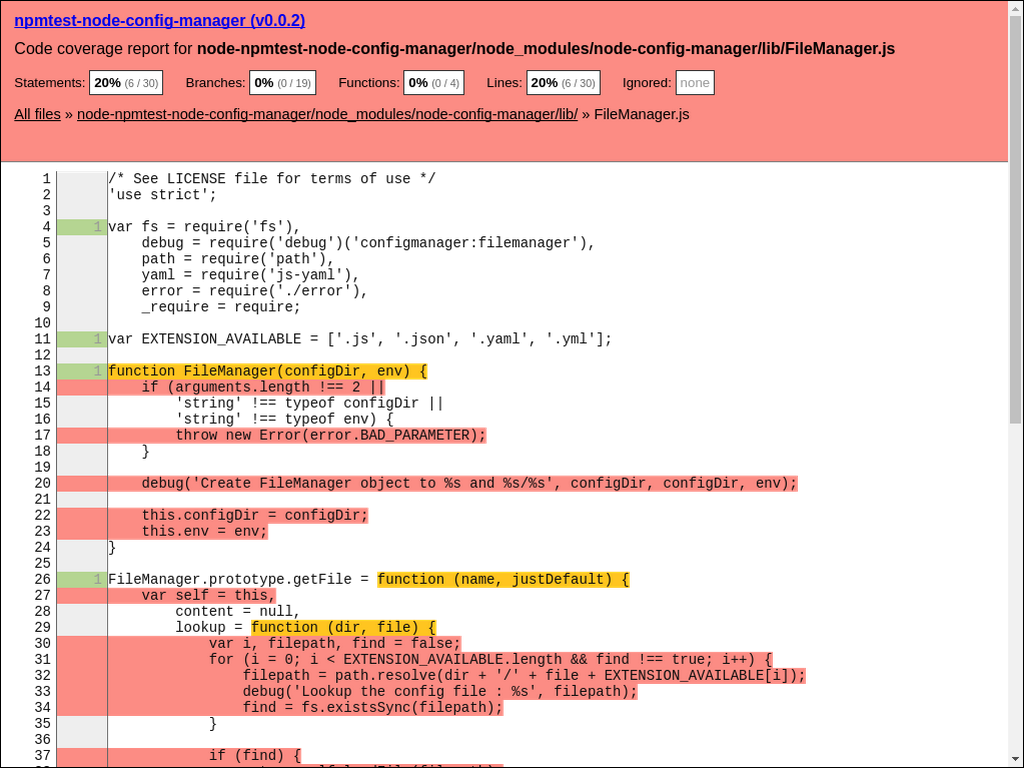 npmtest-node-config-manager (v0.0.2)
Code coverage report for node-npmtest-node-config-manager/node_modules/node-config-manager/lib/FileManager.js
Statements: 20% (6 / 30) Branches: 0% (0 / 19) Functions: 0% (0 / 4) Lines: 20% (6 / 30) Ignored: none
All files » node-npmtest-node-config-manager/node_modules/node-config-manager/lib/ » FileManager.js
1 /* See LICENSE file for terms of use */
2 'use strict';
3
4 1 var fs = require('fs'),
5 debug = require('debug')('configmanager:filemanager'),
6 path = require('path'),
7 yaml = require('js-yaml'),
8 error = require('./error'),
9 _require = require;
10
11 1 var EXTENSION_AVAILABLE = ['.js', '.json', '.yaml', '.yml'];
12
13 1 function FileManager(configDir, env) {
14 if (arguments.length !== 2 ||
15 'string' !== typeof configDir ||
16 'string' !== typeof env) {
17 throw new Error(error.BAD_PARAMETER);
18 }
19
20 debug('Create FileManager object to %s and %s/%s', configDir, configDir, env);
21
22 this.configDir = configDir;
23 this.env = env;
24 }
25
26 1 FileManager.prototype.getFile = function (name, justDefault) {
27 var self = this,
28 content = null,
29 lookup = function (dir, file) {
30 var i, filepath, find = false;
31 for (i = 0; i < EXTENSION_AVAILABLE.length && find !== true; i++) {
32 filepath = path.resolve(dir + '/' + file + EXTENSION_AVAILABLE[i]);
33 debug('Lookup the config file : %s', filepath);
34 find = fs.existsSync(filepath);
35 }
36
37 if (find) {